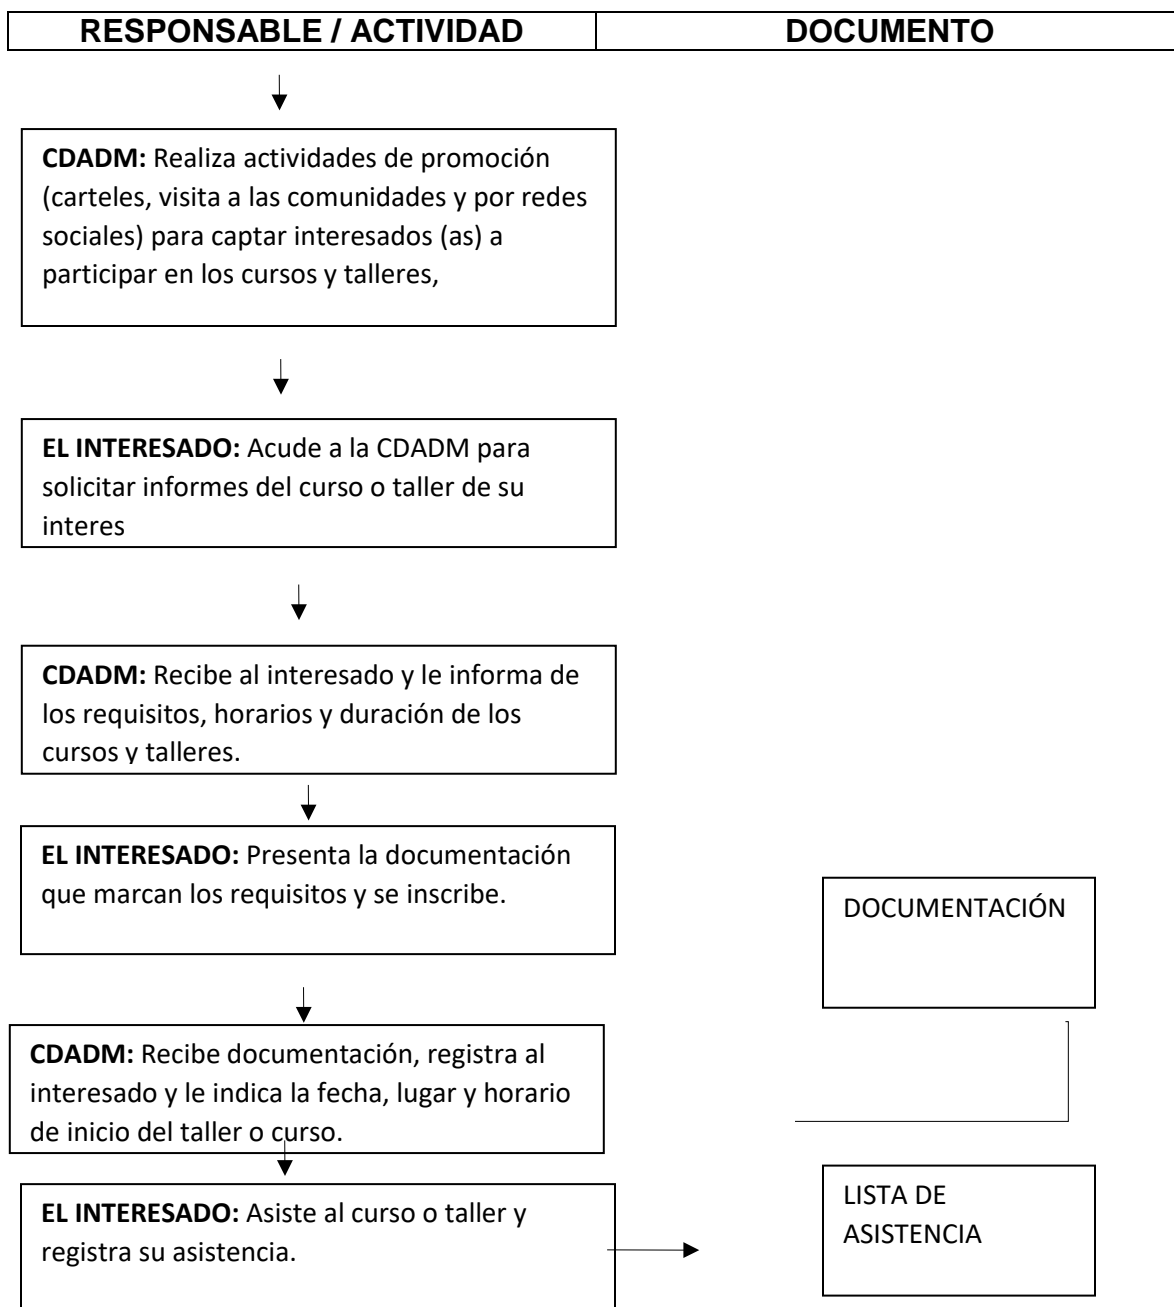 RESPONSABLE / ACTIVIDAD
DOCUMENTO
CDADM: Realiza actividades de promoción
(carteles, visita a las comunidades y por redes
sociales) para captar interesados (as) a
participar en los cursos y talleres,
EL INTERESADO: Acude a la CDADM para
solicitar informes del curso o taller de su
interes
CDADM: Recibe al interesado y le informa de
los requisitos, horarios y duración de los
cursos y talleres.
EL INTERESADO: Presenta la documentación
que marcan los requisitos y se inscribe.
DOCUMENTACIÓN
CDADM: Recibe documentación, registra al
interesado y le indica la fecha, lugar y horario
de inicio del taller o curso.
EL INTERESADO: Asiste al curso o taller y
registra su asistencia.
LISTA DE
ASISTENCIA